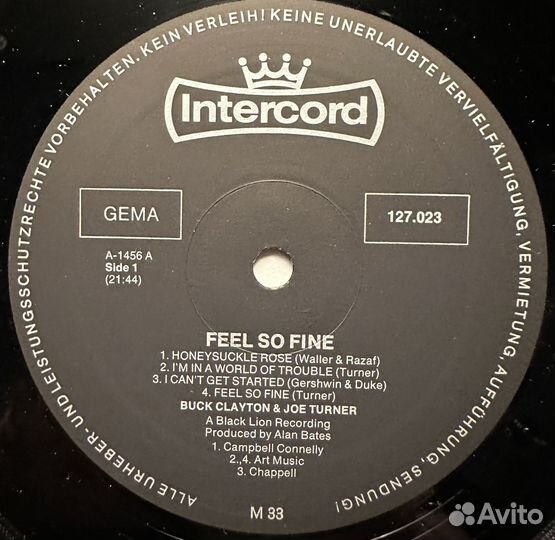 ALLE URHEBER- UND LEISTUNGSSCHUTZRECHTE VORBEHALTEN. KEIN VERLEIH! KEINE UNERLAUBTE VERVIELFÄLTIGUNG, VERMIETUNG, AUFFÜHRUNG, SENDUNG!
Intercord
GEMA
127.023
A-1456 A
Side 1
(21:44)
FEEL SO FINE
1. HONEYSUCKLE ROSE (Waller & Razaf)
2. I'M IN A WORLD OF TROUBLE (Turner)
3. I CAN'T GET STARTED (Gershwin & Duke)
4. FEEL SO FINE (Turner)
BUCK CLAYTON & JOE TURNER
A Black Lion Recording
Produced by Alan Bates
1. Campbell Connelly
2.,4. Art Music
3. Chappell
M 33
Avito